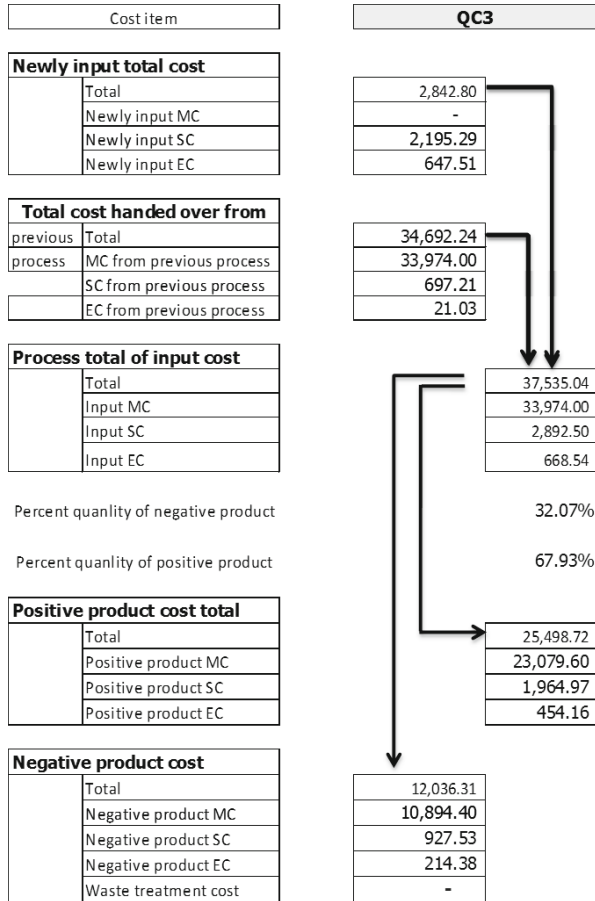 Cost item QC3
Newly input total cost
Total 2,842.80
Newly input MC -
Newly input SC 2,195.29
Newly input EC 647.51
Total cost handed over from
previous Total 34,692.24
process MC from previous process 33,974.00
SC from previous process 697.21
EC from previous process 21.03
Process total of input cost
Total 37,535.04
Input MC 33,974.00
Input SC 2,892.50
Input EC 668.54
Percent quanlity of negative product 32.07%
Percent quanlity of positive product 67.93%
Positive product cost total
Total 25,498.72
Positive product MC 23,079.60
Positive product SC 1,964.97
Positive product EC 454.16
Negative product cost
Total 12,036.31
Negative product MC 10,894.40
Negative product SC 927.53
Negative product EC 214.38
Waste treatment cost -